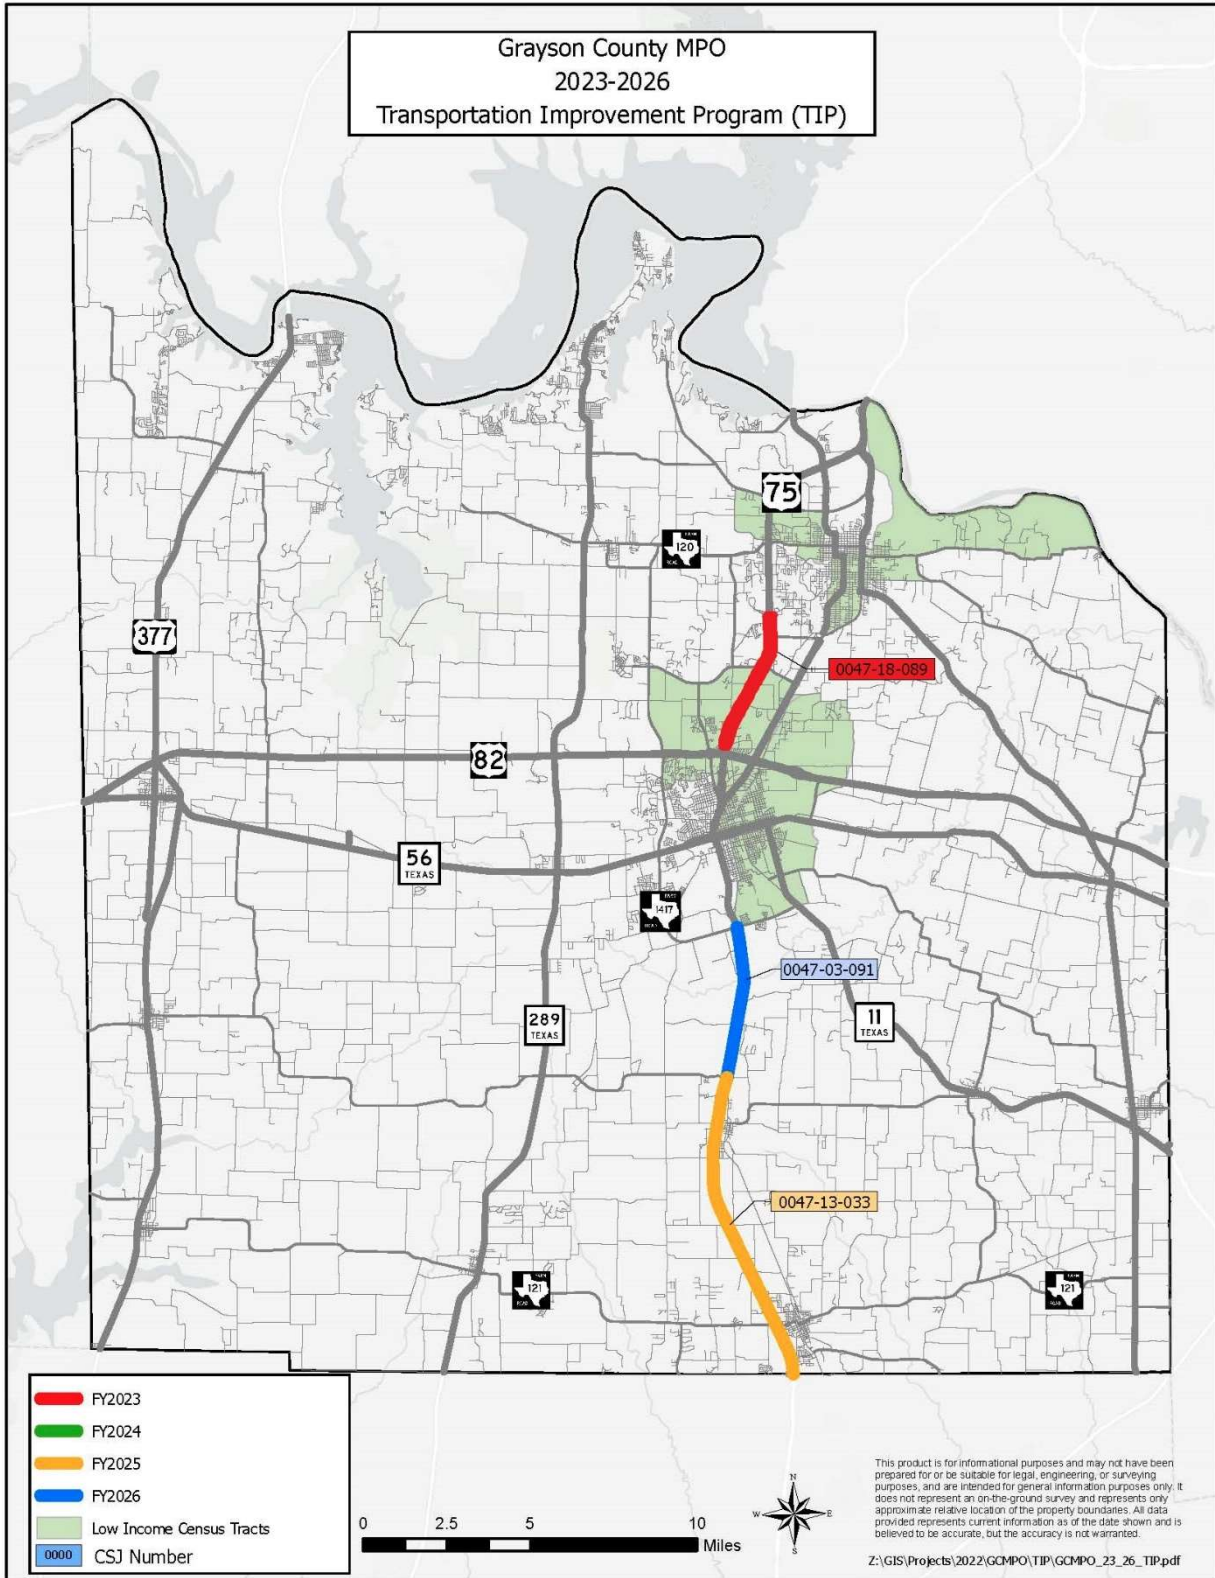 Grayson County MPO
2023-2026
Transportation Improvement Program (TIP)
75
120
377
0047-18-089
82
56
TEXAS
1417
0047-03-091
289
TEXAS
11
TEXAS
0047-13-033
121
121
FY2023
FY2024
FY2025
FY2026
Low Income Census Tracts
0000 CSJ Number
0 2.5 5 10
Miles
N
W E
S
This product is for informational purposes and may not have been
prepared for or be suitable for legal, engineering, or surveying
purposes, and are intended for general information purposes only. It
does not represent an on-the-ground survey and represents only
approximate relative location of the property boundaries. All data
provided represents current information as of the date shown and is
believed to be accurate, but the accuracy is not warranted.
Z:\GIS\Projects\2022\GCMPO\TIP\GCMPO_23_26_TIP.pdf